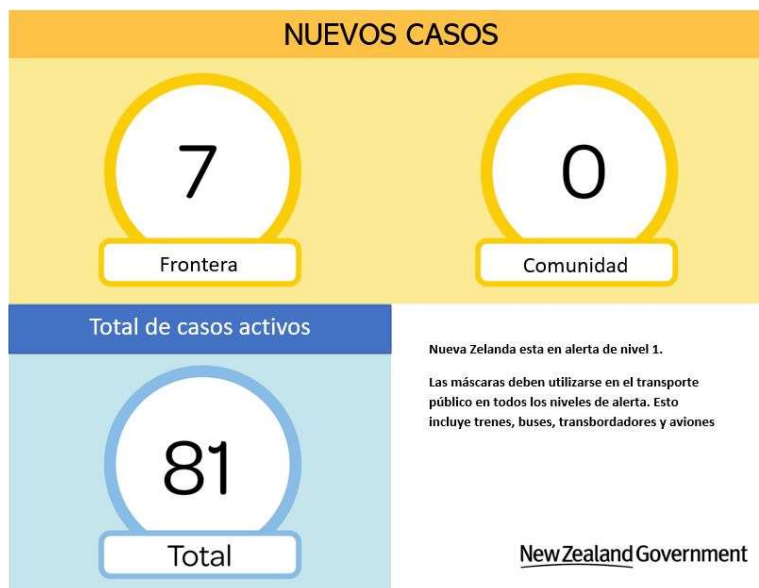 NUEVOS CASOS
7
0
Frontera
Comunidad
Total de casos activos
81
Total
Nueva Zelanda esta en alerta de nivel 1.
Las máscaras deben utilizarse en el transporte
público en todos los niveles de alerta. Esto
incluye trenes, buses, transbordadores y aviones
New Zealand Government